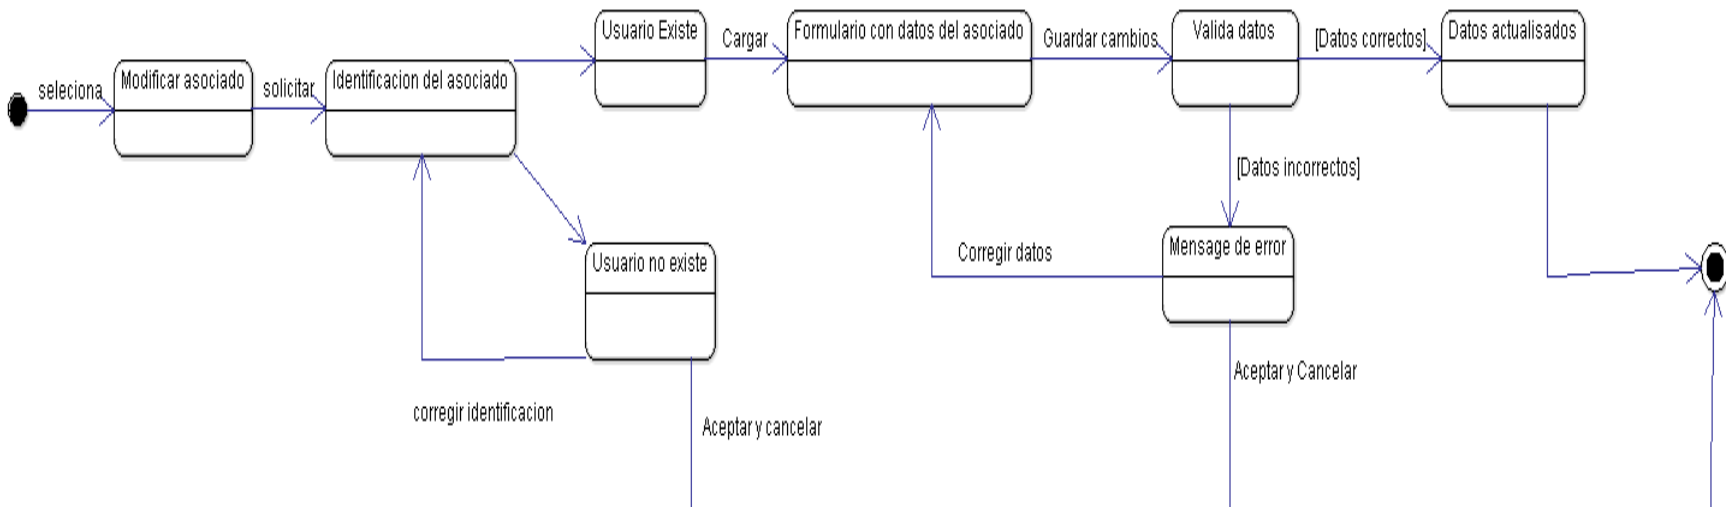 seleciona
Modificar asociado
solicitar
Identificacion del asociado
Usuario Existe
Cargar
Formulario con datos del asociado
Guardar cambios
Valida datos
[Datos correctos]
Datos actualisados
[Datos incorrectos]
Usuario no existe
Corregir datos
Mensage de error
corregir identificacion
Aceptar y cancelar
Aceptar y Cancelar